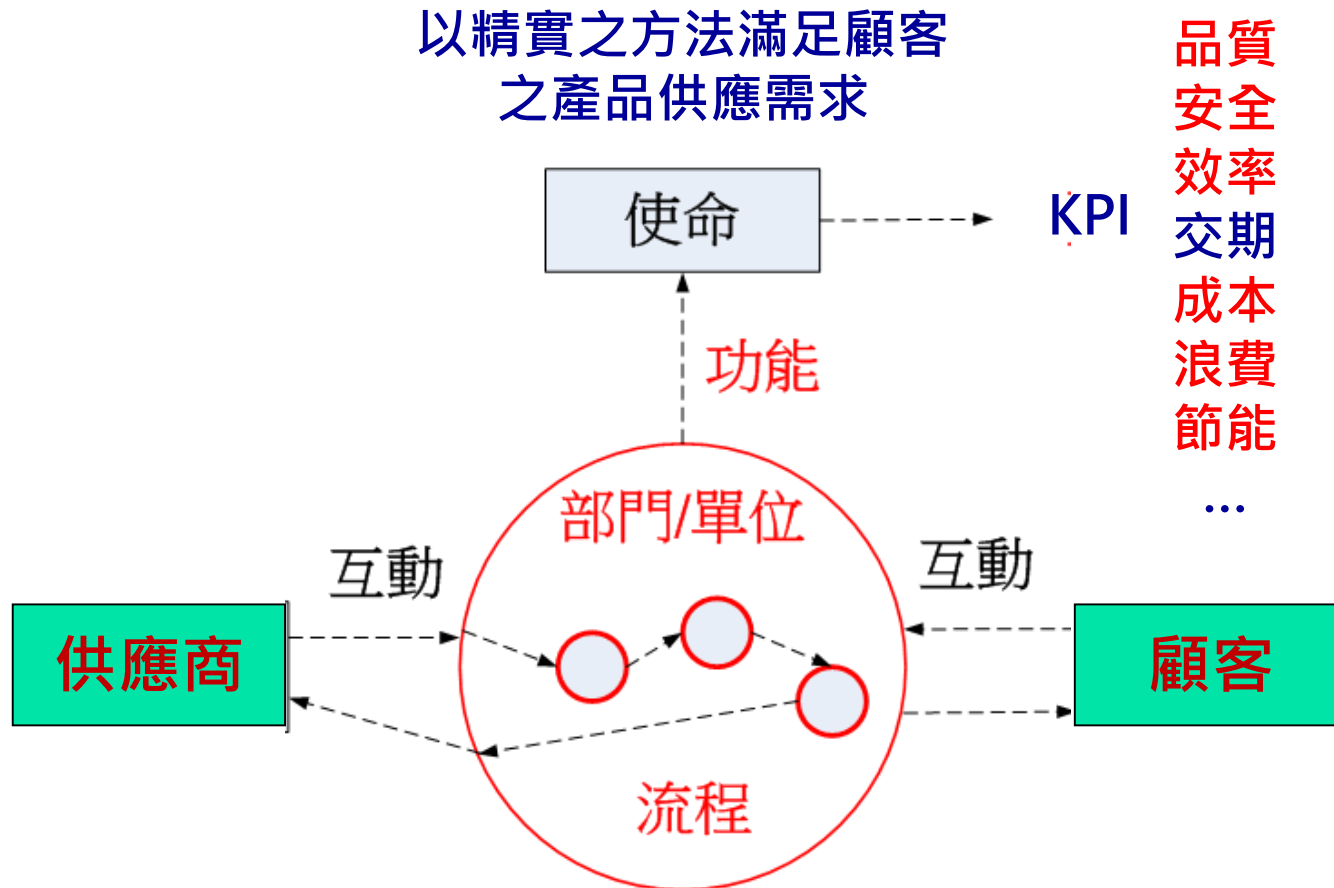 以精實之方法滿足顧客
之產品供應需求
使命
KPI
品質
安全
效率
交期
成本
浪費
節能
...
功能
部門/單位
互動
互動
供應商
顧客
流程